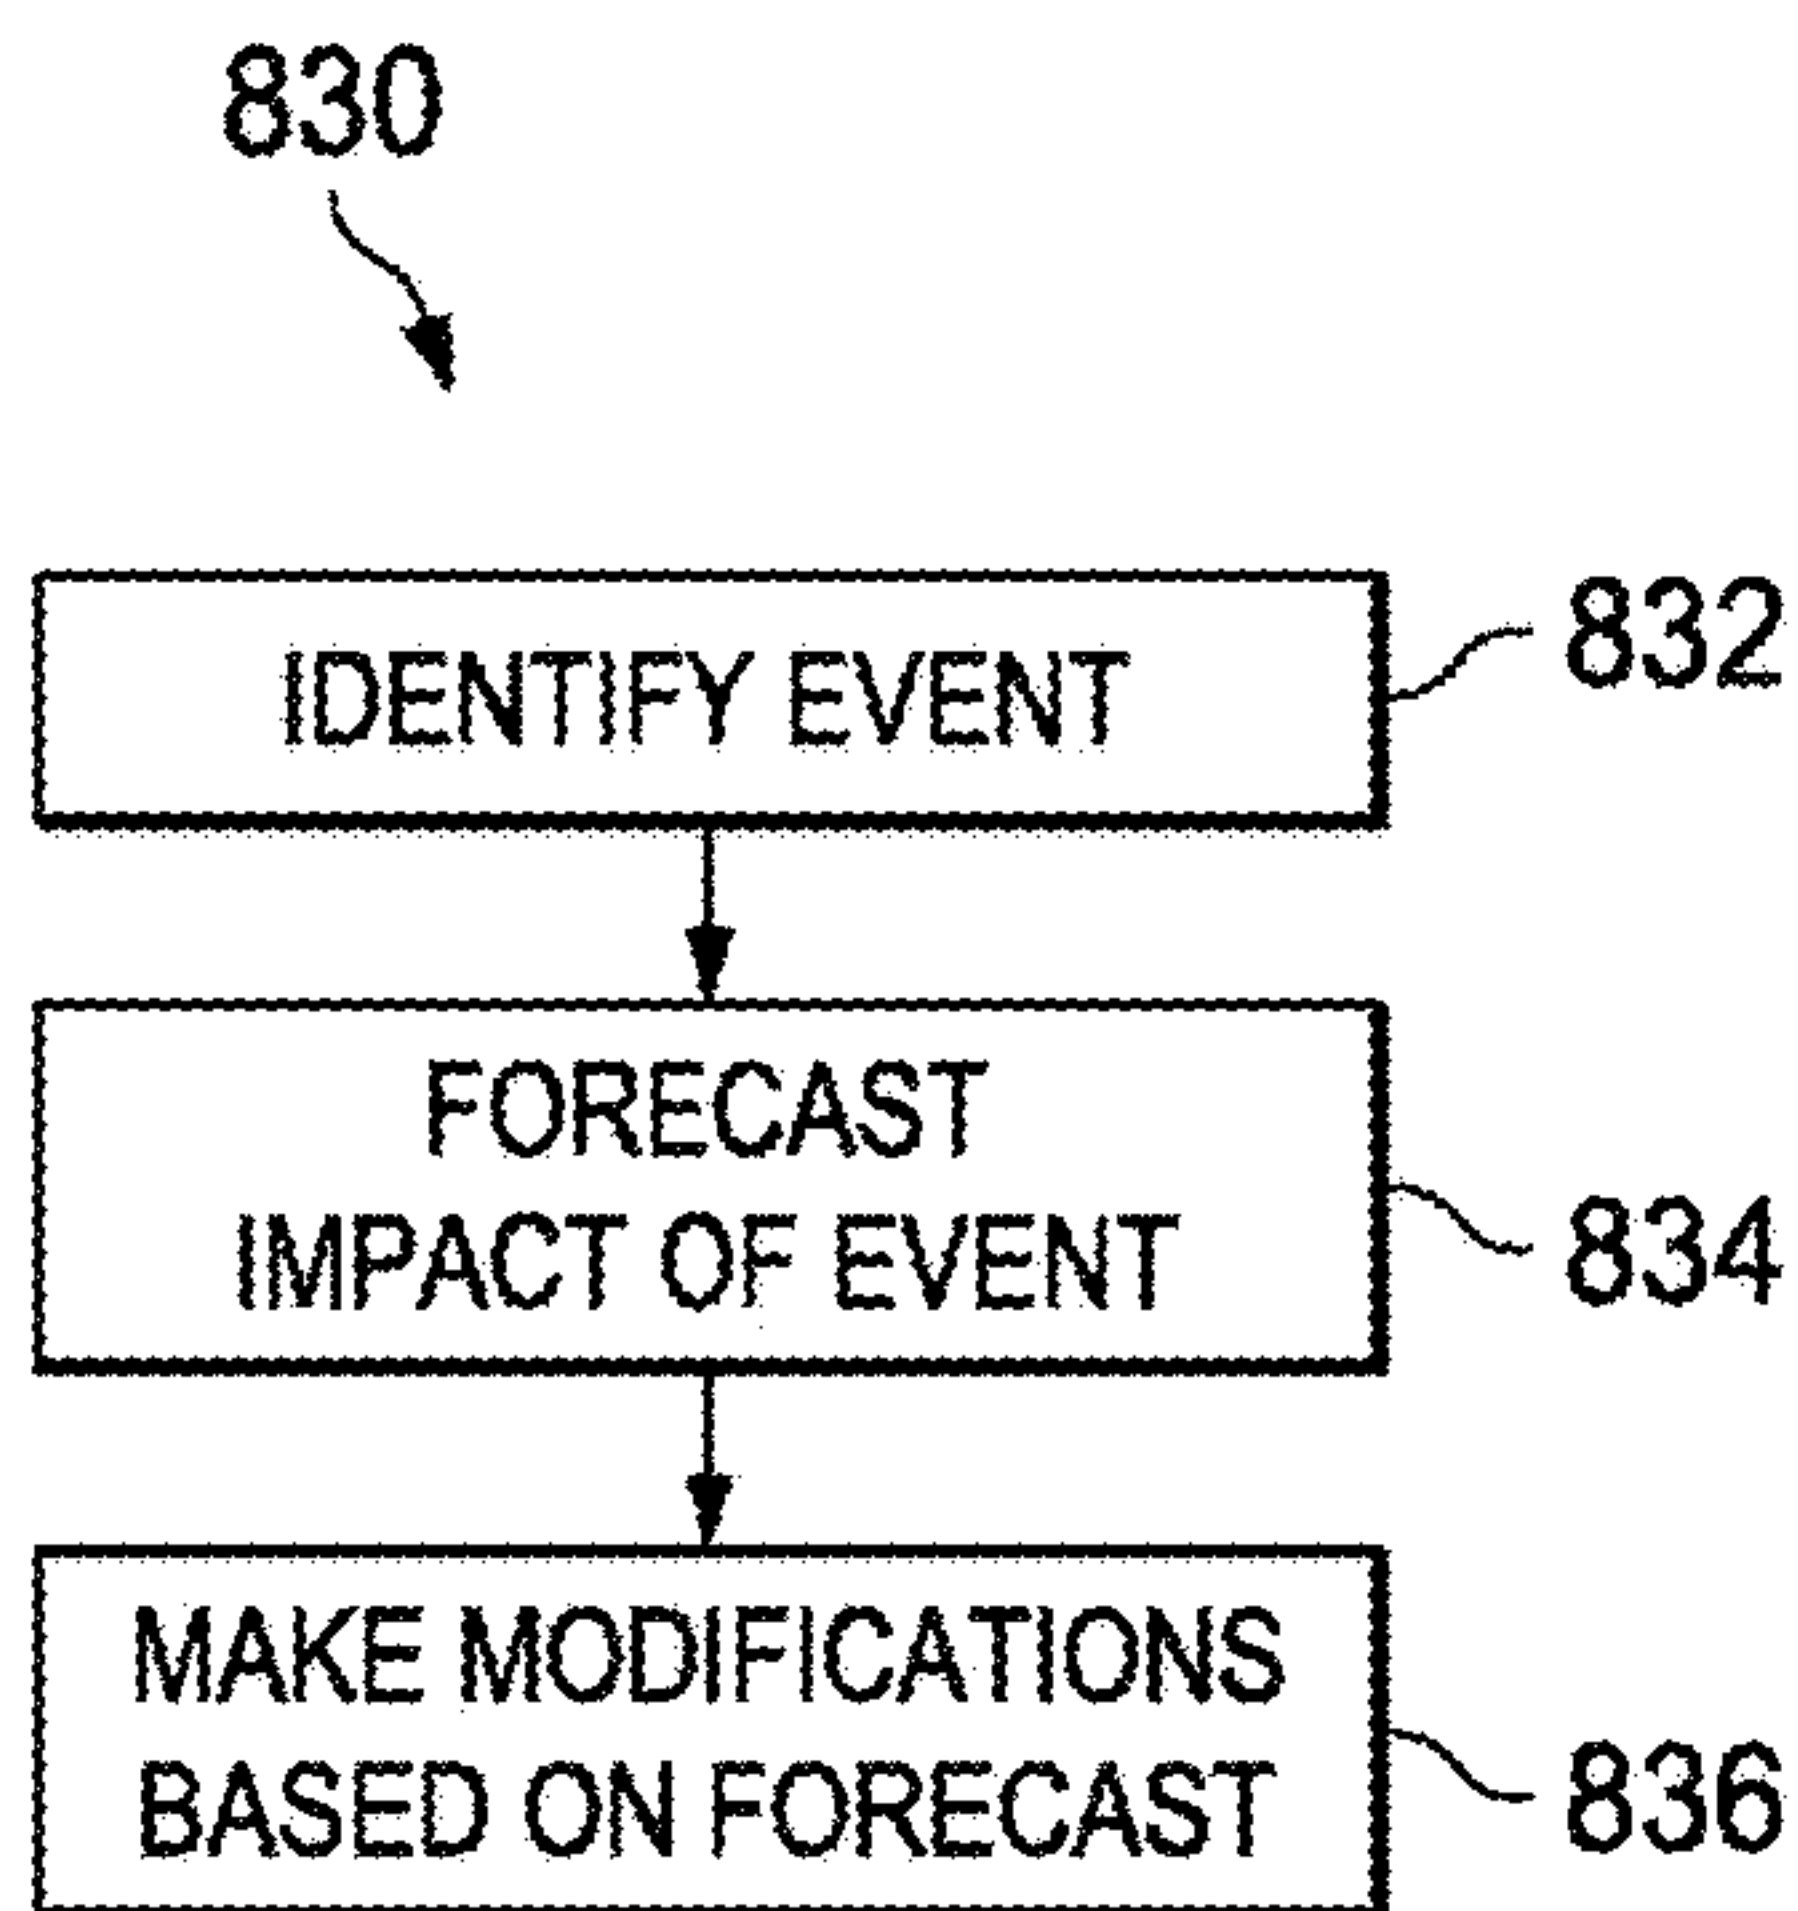 830
IDENTIFY EVENT
832
FORECAST
IMPACT OF EVENT
834
MAKE MODIFICATIONS
BASED ON FORECAST
836